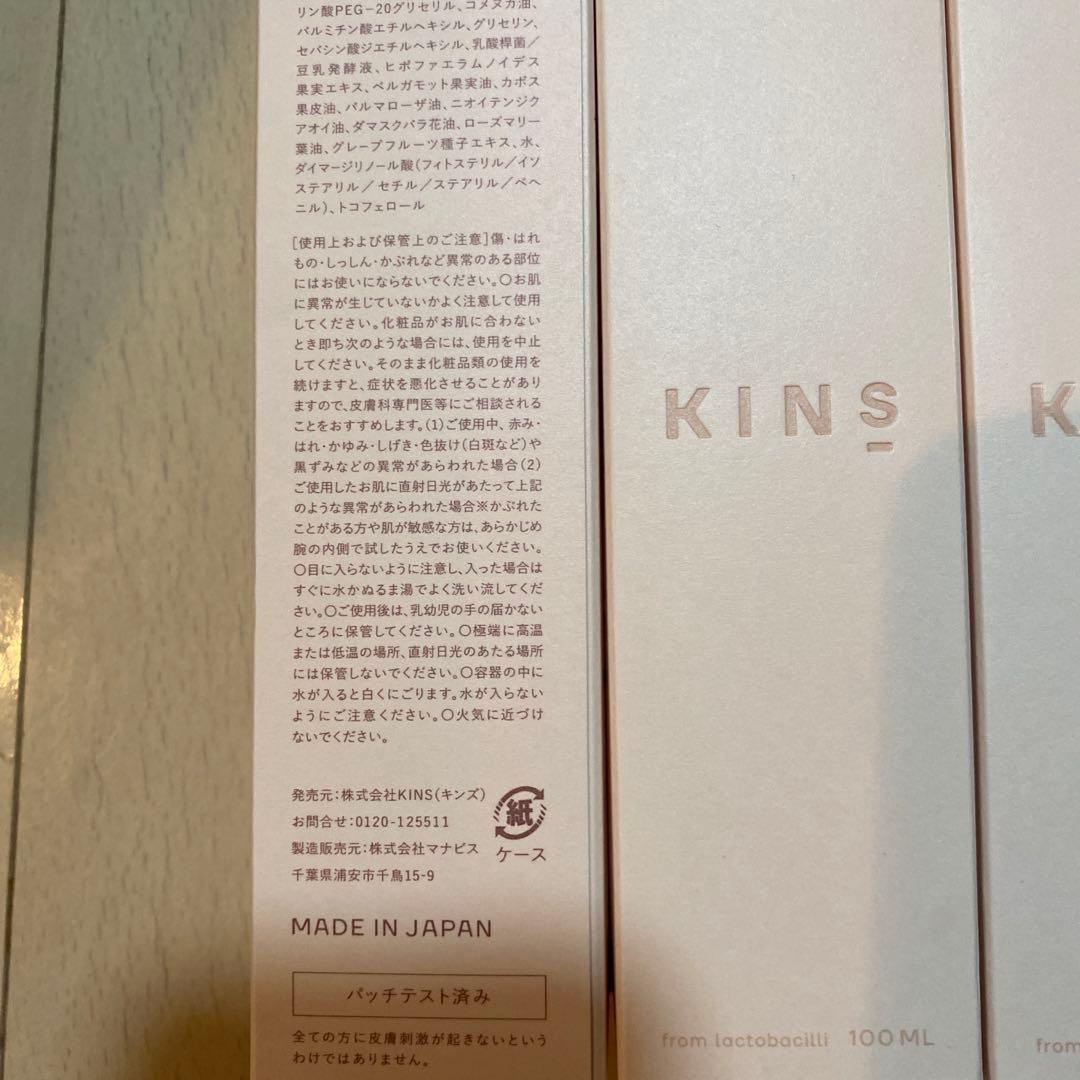 リン酸PEG-20グリセリル、コメヌカ油、
パルミチン酸エチルヘキシル、グリセリン、
セバシン酸ジエチルヘキシル、乳酸桿菌/
豆乳発酵液、ヒポファエラムノイデス
果実エキス、ベルガモット果実油、カボス
果皮油、パルマローザ油、ニオイテンジク
アオイ油、ダマスクバラ花油、ローズマリー
葉油、グレープフルーツ種子エキス、水、
ダイマージリノール酸(フィトステリル/イソ
ステアリル/セチル/ステアリル/ベヘ
ニル)、トコフェロール
[使用上および保管上のご注意]傷・はれ
もの・しっしん・かぶれなど異常のある部位
にはお使いにならないでください。〇お肌
に異常が生じていないかよく注意して使用
してください。化粧品がお肌に合わない
とき即ち次のような場合には、使用を中止
してください。そのまま化粧品類の使用を
続けますと、症状を悪化させることがあり
ますので、皮膚科専門医等にご相談される
ことをおすすめします。(1)ご使用中、赤み・
はれ・かゆみ・しげき・色抜け(白斑など)や
黒ずみなどの異常があらわれた場合(2)
ご使用したお肌に直射日光があたって上記
のような異常があらわれた場合※かぶれた
ことがある方や肌が敏感な方は、あらかじめ
腕の内側で試したうえでお使いください。
〇目に入らないように注意し、入った場合は
すぐに水かぬるま湯でよく洗い流してくだ
さい。〇ご使用後は、乳幼児の手の届かない
ところに保管してください。〇極端に高温
または低温の場所、直射日光のあたる場所
には保管しないでください。〇容器の中に
水が入ると白くにごります。水が入らない
ようにご注意ください。〇火気に近づけ
ないでください。
発売元:株式会社KINS(キンズ)
お問合せ:0120-125511
製造販売元:株式会社マナビス
千葉県浦安市千鳥15-9
紙
ケース
MADE IN JAPAN
パッチテスト済み
全ての方に皮膚刺激が起きないという
わけではありません。
KINS
from lactobacilli 100ML
K
from